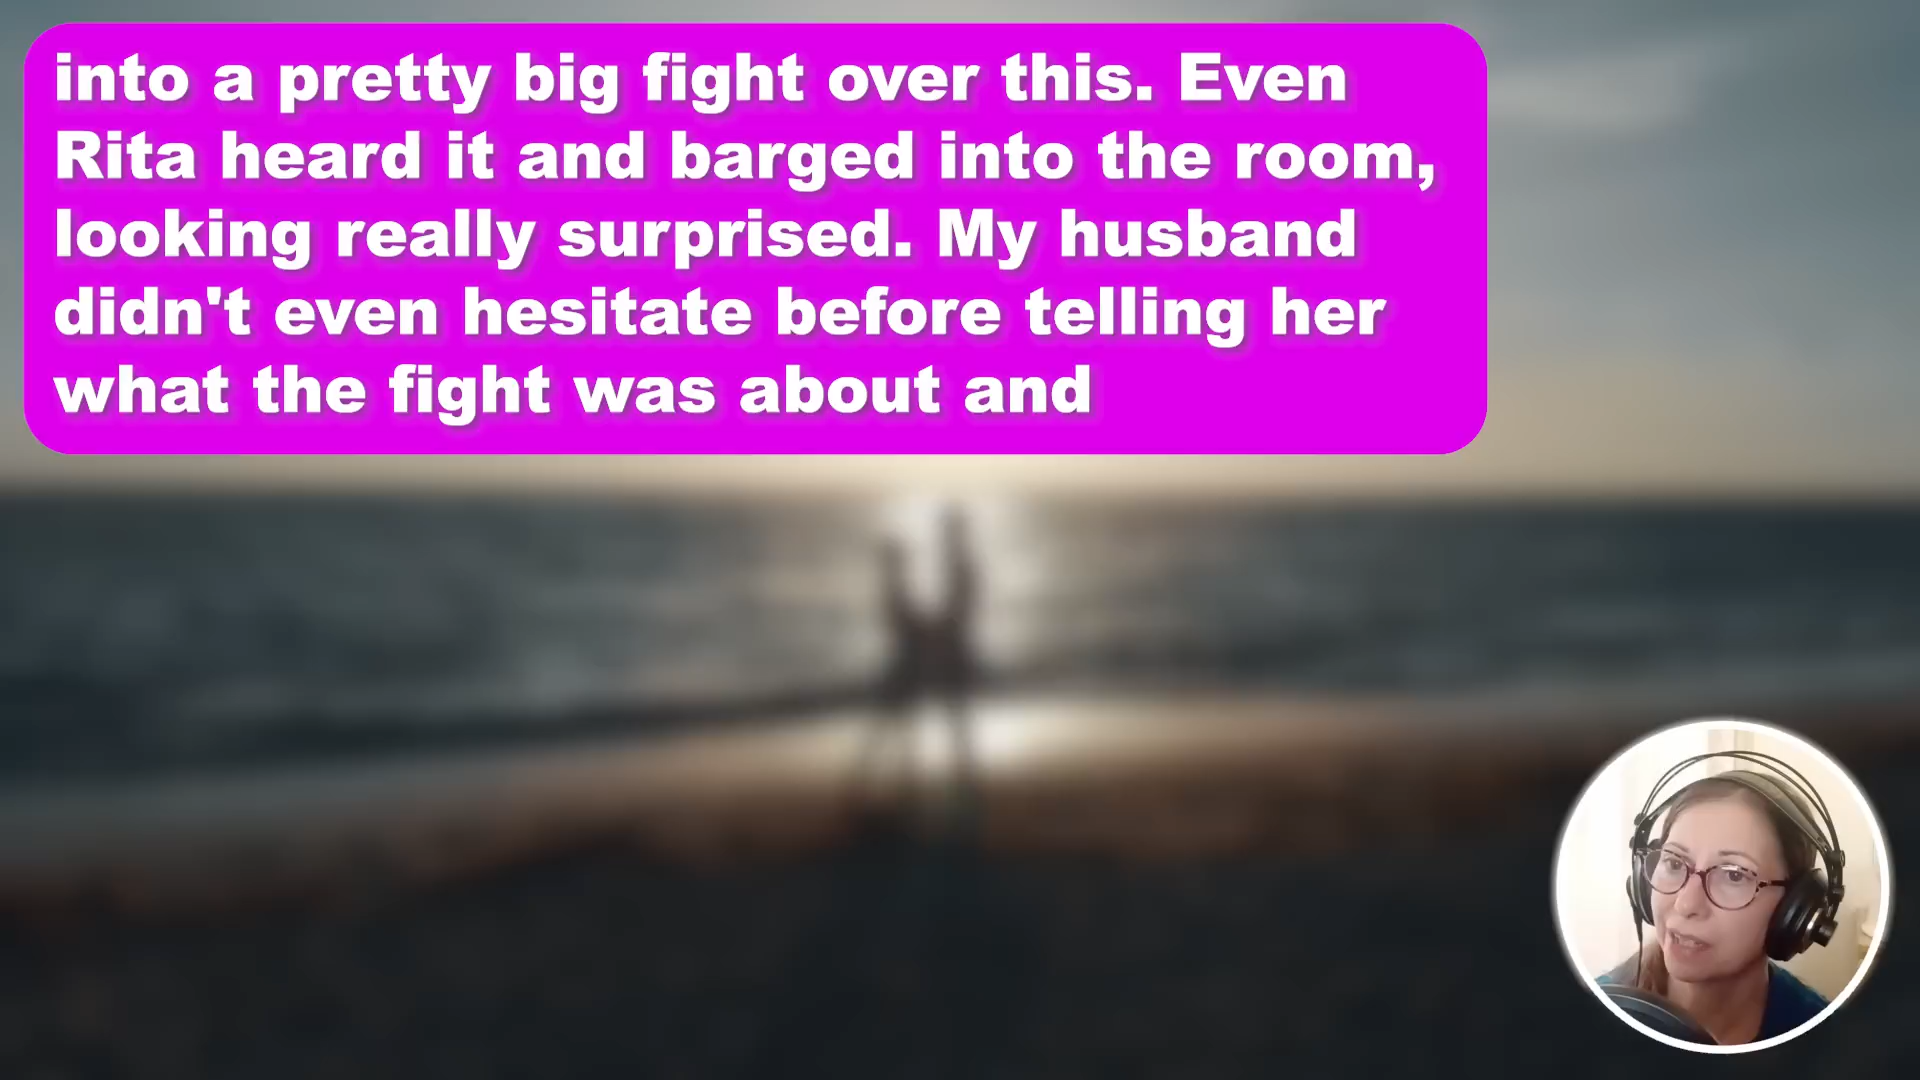 into a pretty big fight over this. Even
Rita heard it and barged into the room,
looking really surprised. My husband
didn't even hesitate before telling her
what the fight was about and